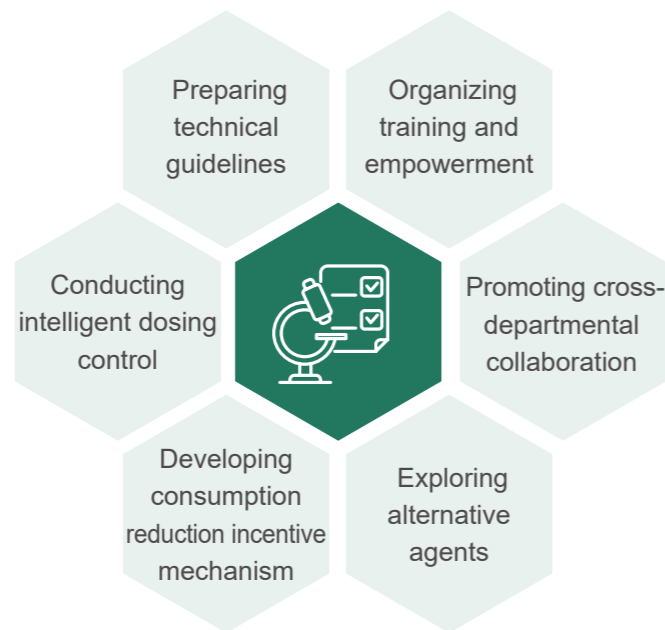 Preparing
technical
guidelines
Organizing
training and
empowerment
Conducting
intelligent dosing
control
Promoting cross-
departmental
collaboration
Developing
consumption
reduction incentive
mechanism
Exploring
alternative
agents